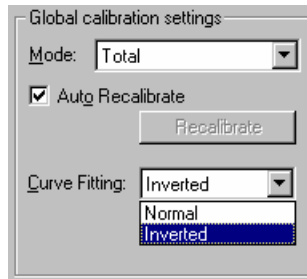 Global calibration settings
Mode: Total
Auto Recalibrate
Recalibrate
Curve Fitting: Inverted
Normal
Inverted